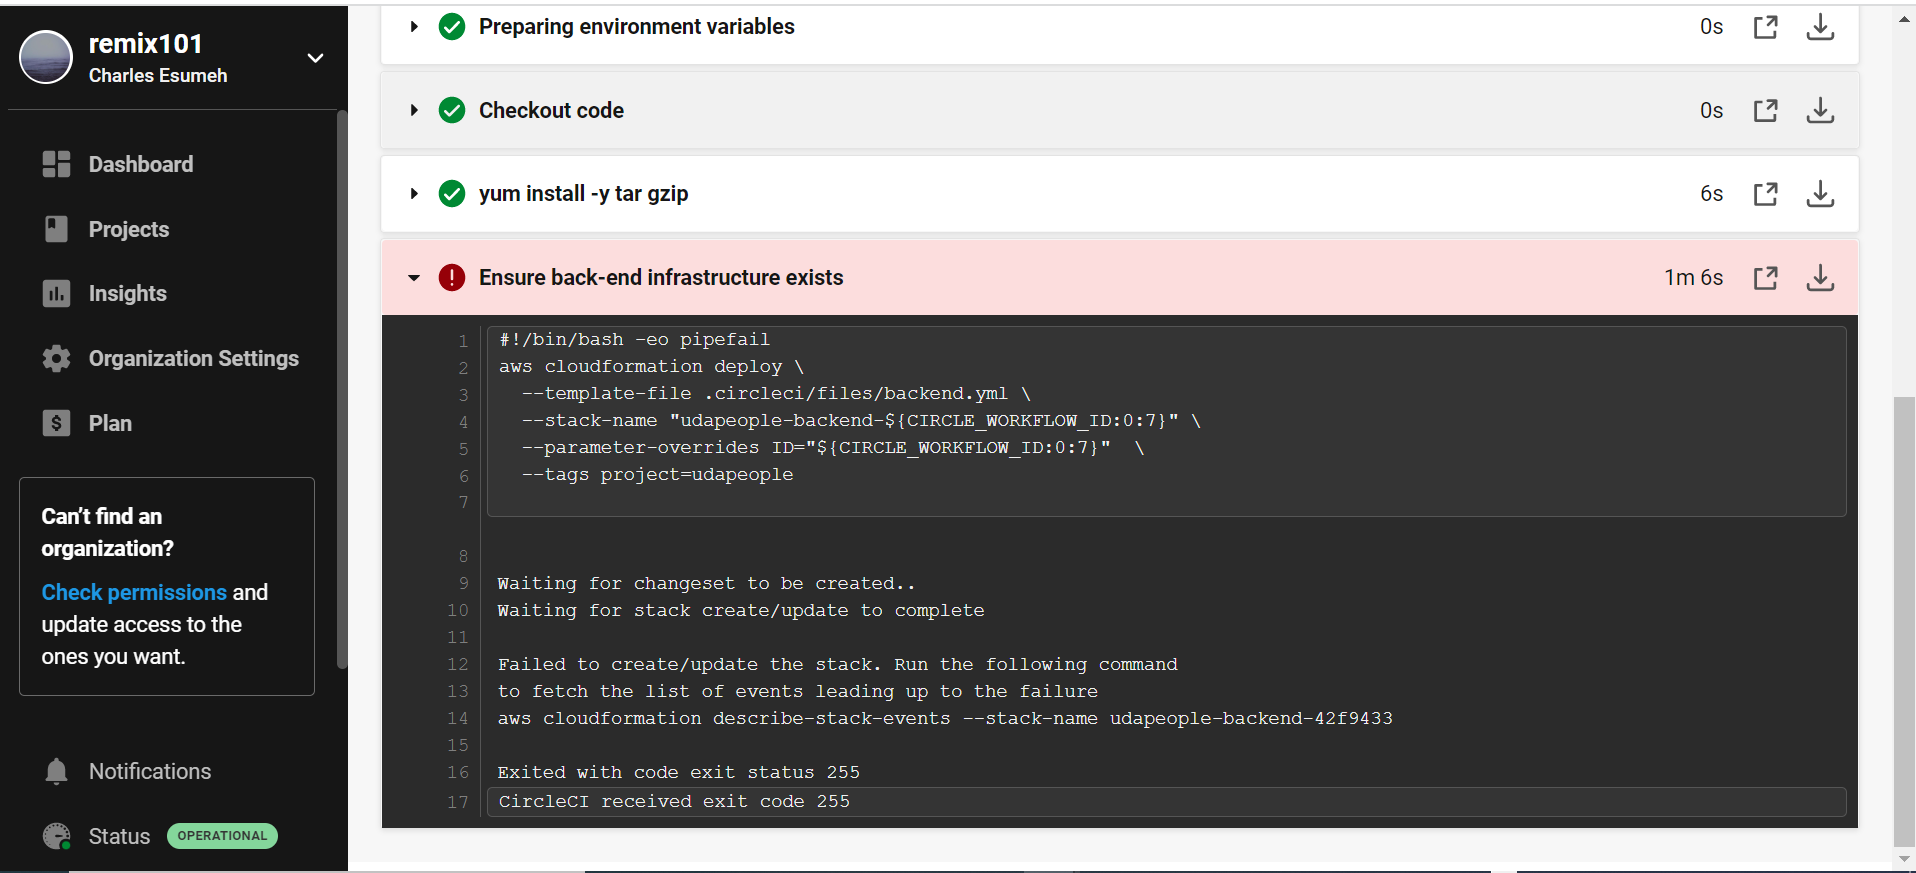 remix101
Charles Esumeh
Dashboard
Projects
Insights
Organization Settings
Plan
Can't find an
organization?
Check permissions and
update access to the
ones you want.
Notifications
Status OPERATIONAL
Preparing environment variables 0s
Checkout code 0s
yum install -y tar gzip 6s
Ensure back-end infrastructure exists 1m 6s
1 #!/bin/bash -eo pipefail
2 aws cloudformation deploy \
3 --template-file .circleci/files/backend.yml \
4 --stack-name "udapeople-backend-${CIRCLE_WORKFLOW_ID:0:7}" \
5 --parameter-overrides ID="${CIRCLE_WORKFLOW_ID:0:7}" \
6 --tags project=udapeople
7
8
9 Waiting for changeset to be created..
10 Waiting for stack create/update to complete
11
12 Failed to create/update the stack. Run the following command
13 to fetch the list of events leading up to the failure
14 aws cloudformation describe-stack-events --stack-name udapeople-backend-42f9433
15
16 Exited with code exit status 255
17 CircleCI received exit code 255